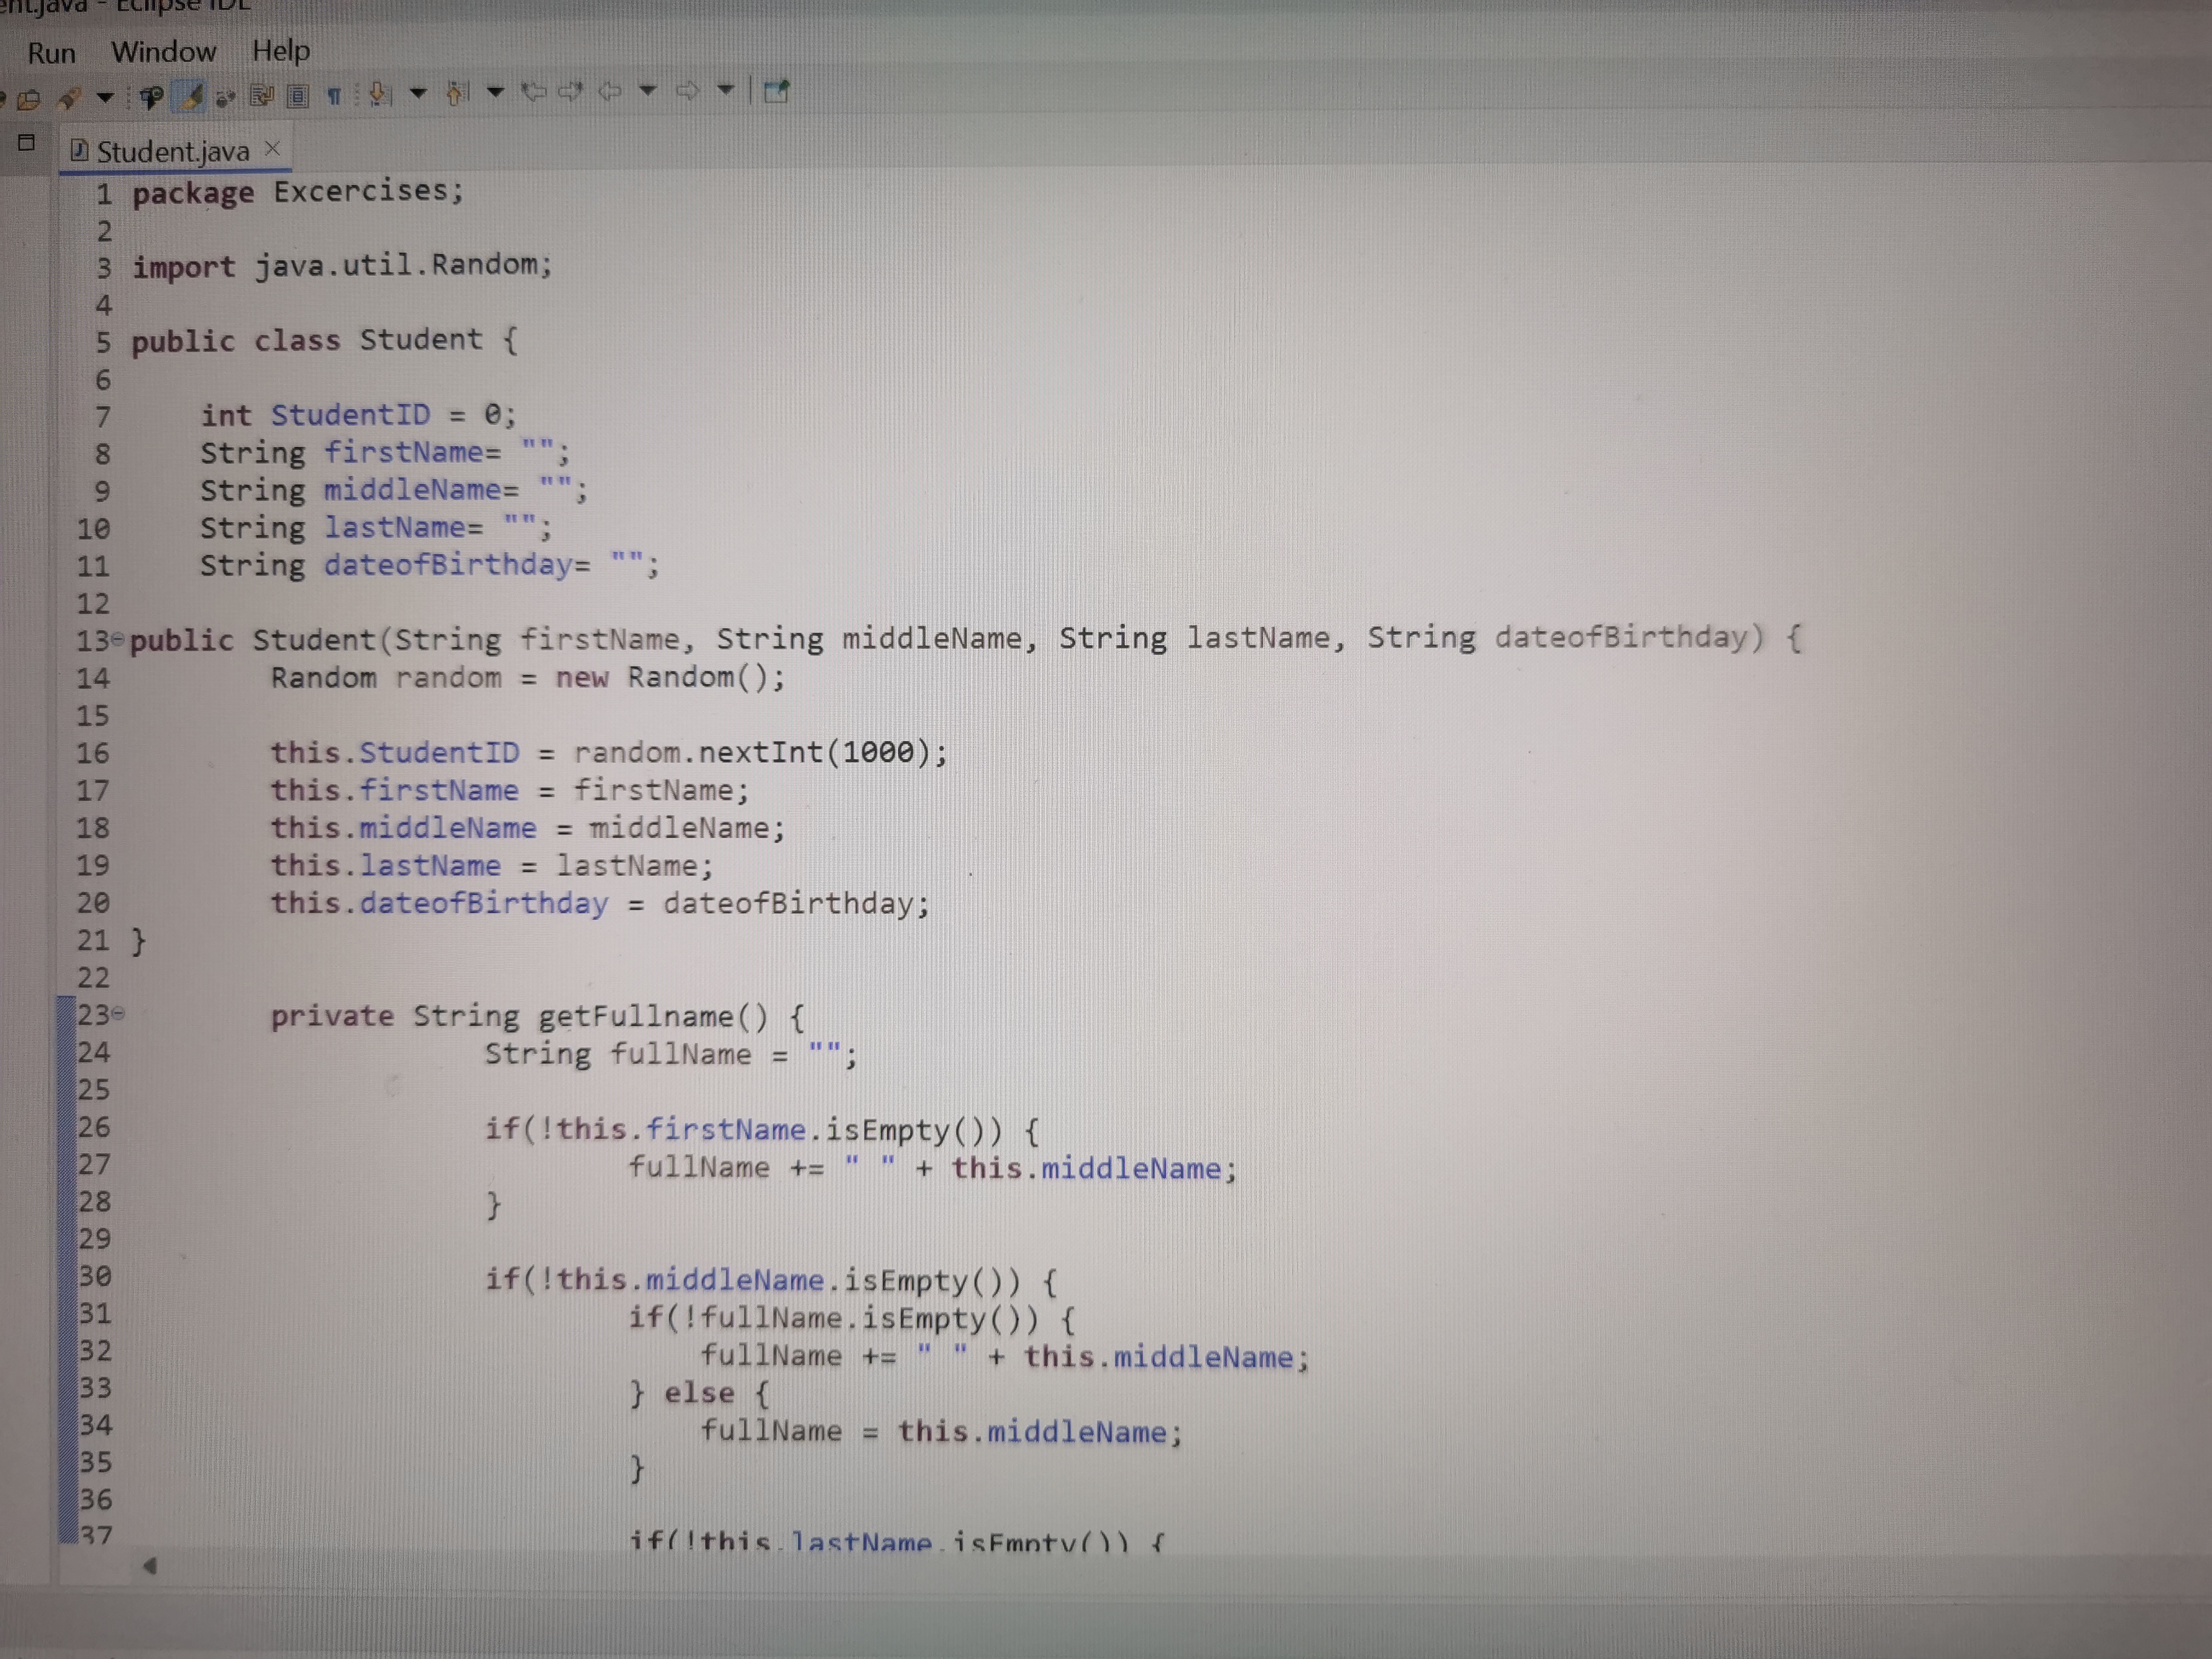 ent.java - Eclipse IDE
Run Window Help
Student.java
1 package Excercises;
2
3 import java.util.Random;
4
5 public class Student {
6
7 int StudentID = 0;
8 String firstName= "";
9 String middleName= "";
10 String lastName= "";
11 String dateofBirthday= "";
12
13 public Student(String firstName, String middleName, String lastName, String dateofBirthday) {
14 Random random = new Random();
15
16 this.StudentID = random.nextInt(1000);
17 this.firstName = firstName;
18 this.middleName = middleName;
19 this.lastName = lastName;
20 this.dateofBirthday = dateofBirthday;
21 }
22
23 private String getFullname() {
24 String fullName = "";
25
26 if(!this.firstName.isEmpty()) {
27 fullName += " " + this.middleName;
28 }
29
30 if(!this.middleName.isEmpty()) {
31 if(!fullName.isEmpty()) {
32 fullName += " " + this.middleName;
33 } else {
34 fullName = this.middleName;
35 }
36
37 if(!this.lastName.isEmpty()) {